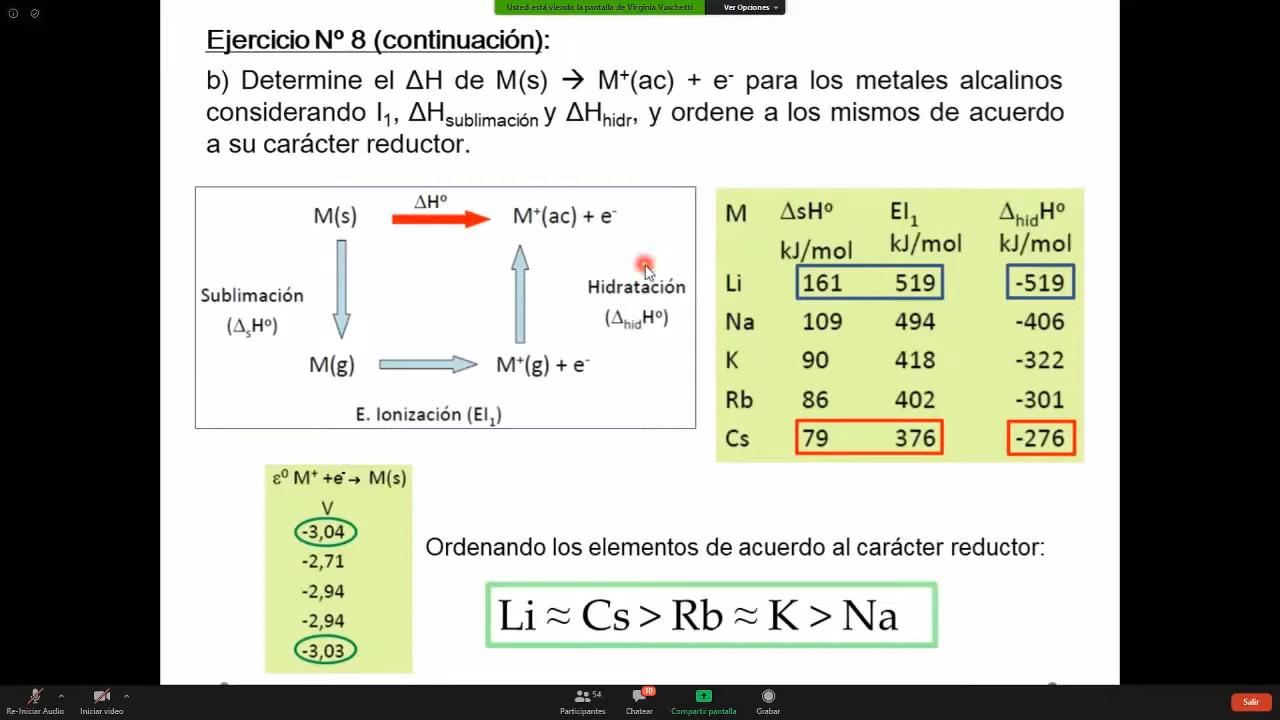 Usted está viendo la pantalla de Virginia Vaschetti
Ver Opciones
Ejercicio Nº 8 (continuación):
b) Determine el ΔH de M(s) → M⁺(ac) + e⁻ para los metales alcalinos
considerando I₁, ΔHsublimación y ΔHhidr, y ordene a los mismos de acuerdo
a su carácter reductor.
ΔHº
M(s) M⁺(ac) + e⁻
Sublimación
(ΔsHº)
Hidratación
(ΔhidHº)
M(g) M⁺(g) + e⁻
E. Ionización (EI₁)
M ΔsHº EI₁ ΔhidHº
kJ/mol kJ/mol kJ/mol
Li 161 519 -519
Na 109 494 -406
K 90 418 -322
Rb 86 402 -301
Cs 79 376 -276
ε⁰ M⁺ +e⁻→ M(s)
V
-3,04
-2,71
-2,94
-2,94
-3,03
Ordenando los elementos de acuerdo al carácter reductor:
Li ≈ Cs > Rb ≈ K > Na
Re-Iniciar Audio
Iniciar video
54
Participantes
10
Chatear
Compartir pantalla
Grabar
Salir